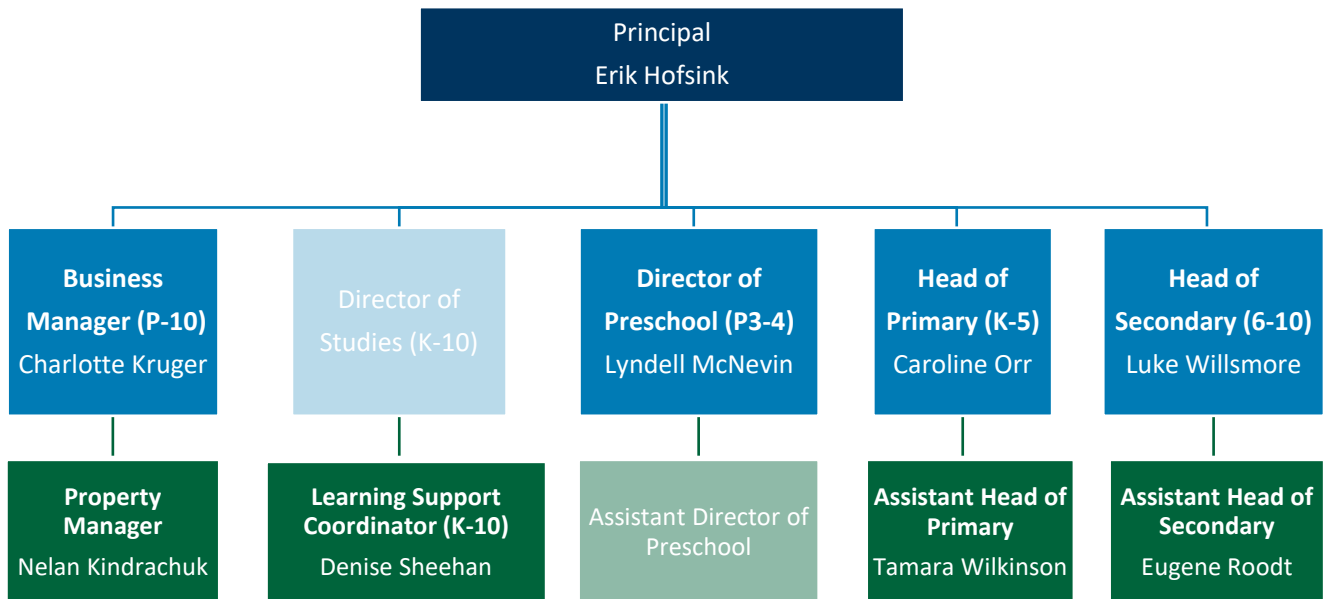 Principal
Erik Hofsink
Business
Manager (P-10)
Charlotte Kruger
Director of
Studies (K-10)
Director of
Preschool (P3-4)
Lyndell McNevin
Head of
Primary (K-5)
Caroline Orr
Head of
Secondary (6-10)
Luke Willsmore
Property
Manager
Nelan Kindrachuk
Learning Support
Coordinator (K-10)
Denise Sheehan
Assistant Director of
Preschool
Assistant Head of
Primary
Tamara Wilkinson
Assistant Head of
Secondary
Eugene Roodt